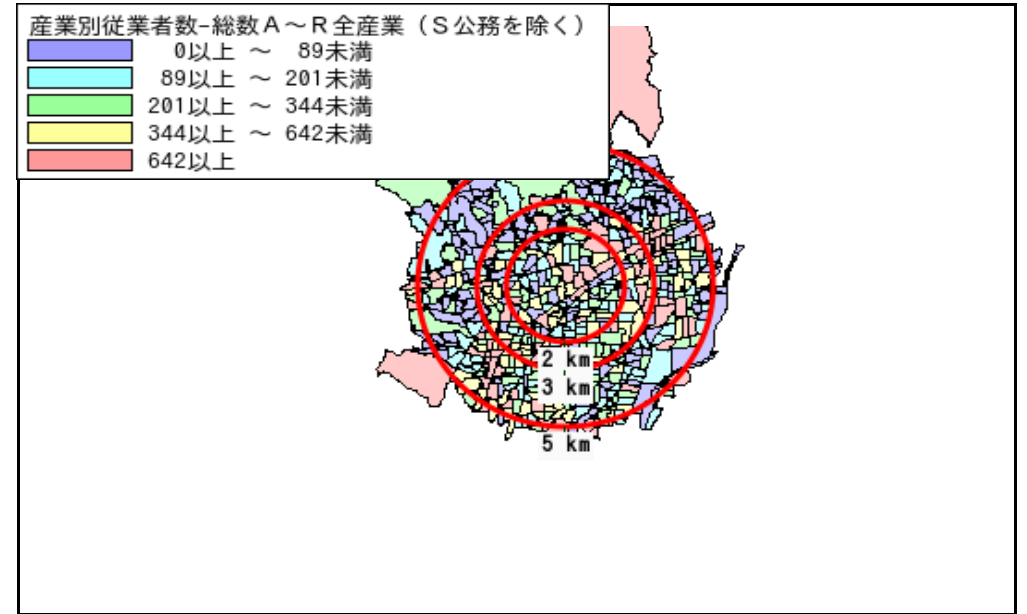 産業別従業者数−総数A〜R全産業（S公務を除く）
0以上 〜 89未満
89以上 〜 201未満
201以上 〜 344未満
344以上 〜 642未満
642以上
2 km
3 km
5 km